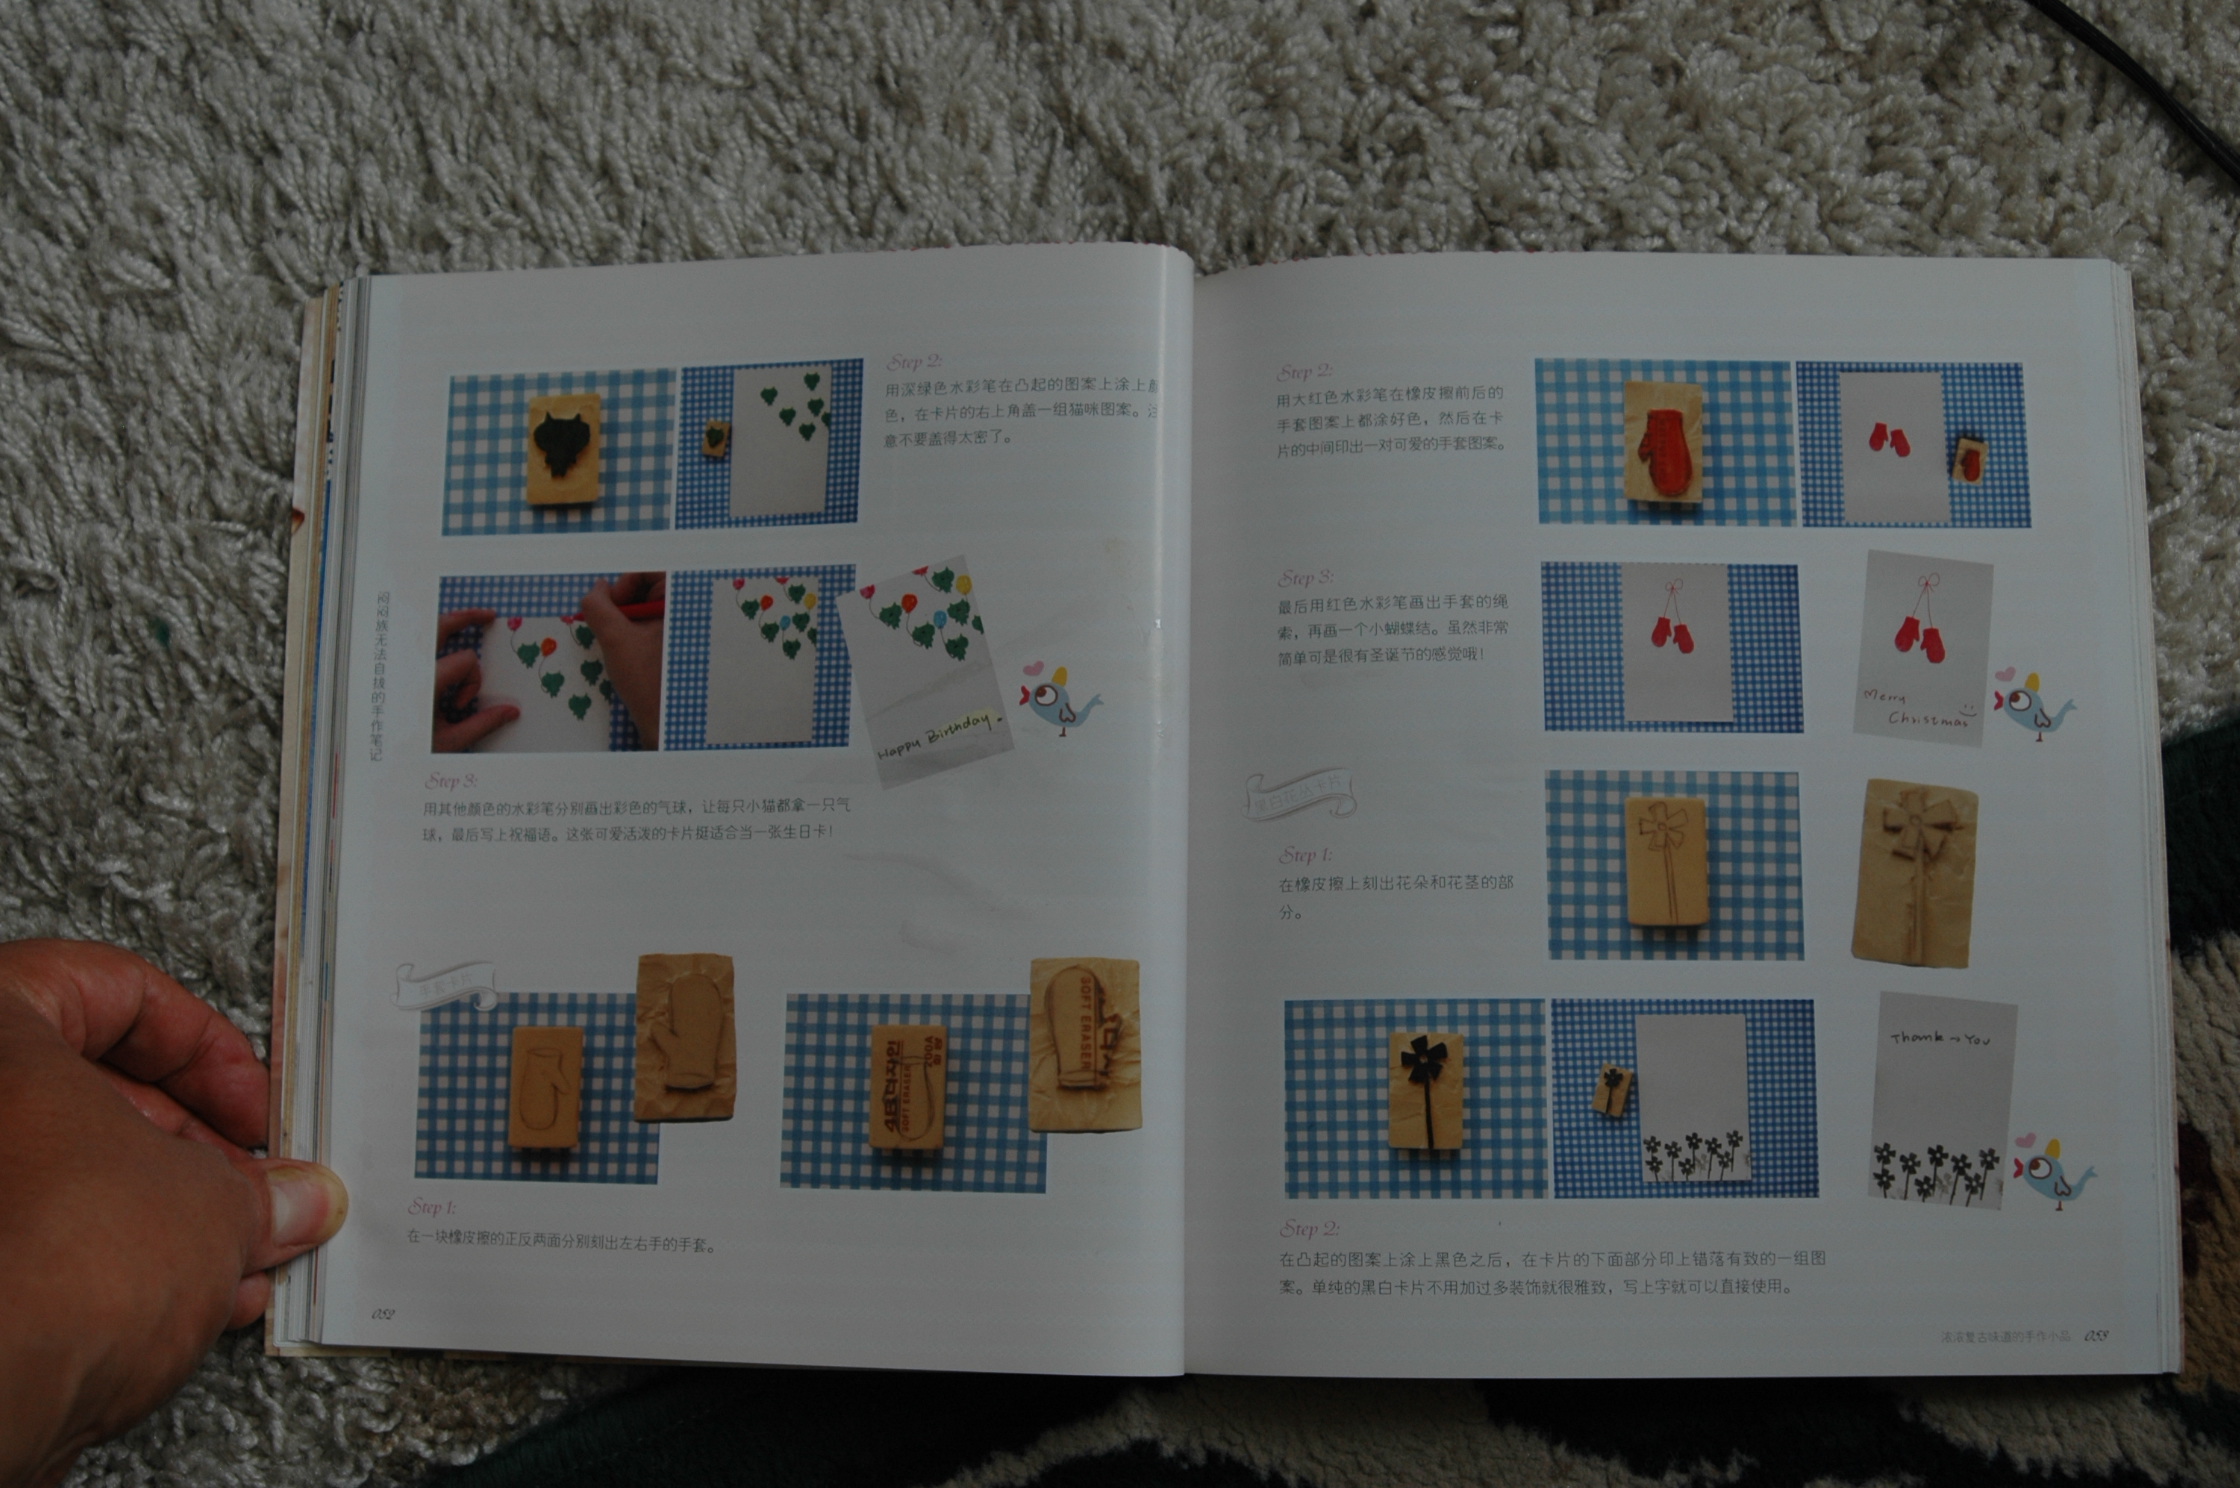 Step 2:
用深绿色水彩笔在凸起的图案上涂上颜
色，在卡片的右上角盖一组猫咪图案。注
意不要盖得太密了。
Happy Birthday.
Step 3:
用其他颜色的水彩笔分别画出彩色的气球，让每只小猫都拿一只气
球，最后写上祝福语。这张可爱活泼的卡片挺适合当一张生日卡！
闷闷族无法自拔的手作笔记
手套卡片
4B디자인
SOFT ERASER
200A
SOFT ERASER
Step 1:
在一块橡皮擦的正反两面分别刻出左右手的手套。
052
Step 2:
用大红色水彩笔在橡皮擦前后的
手套图案上都涂好色，然后在卡
片的中间印出一对可爱的手套图案。
Step 3:
最后用红色水彩笔画出手套的绳
索，再画一个小蝴蝶结。虽然非常
简单可是很有圣诞节的感觉哦！
Merry
Christmas
黑白花丛卡片
Step 1:
在橡皮擦上刻出花朵和花茎的部
分。
Thank you
Step 2:
在凸起的图案上涂上黑色之后，在卡片的下面部分印上错落有致的一组图
案。单纯的黑白卡片不用加过多装饰就很雅致，写上字就可以直接使用。
浓浓复古味道的手作小品 053